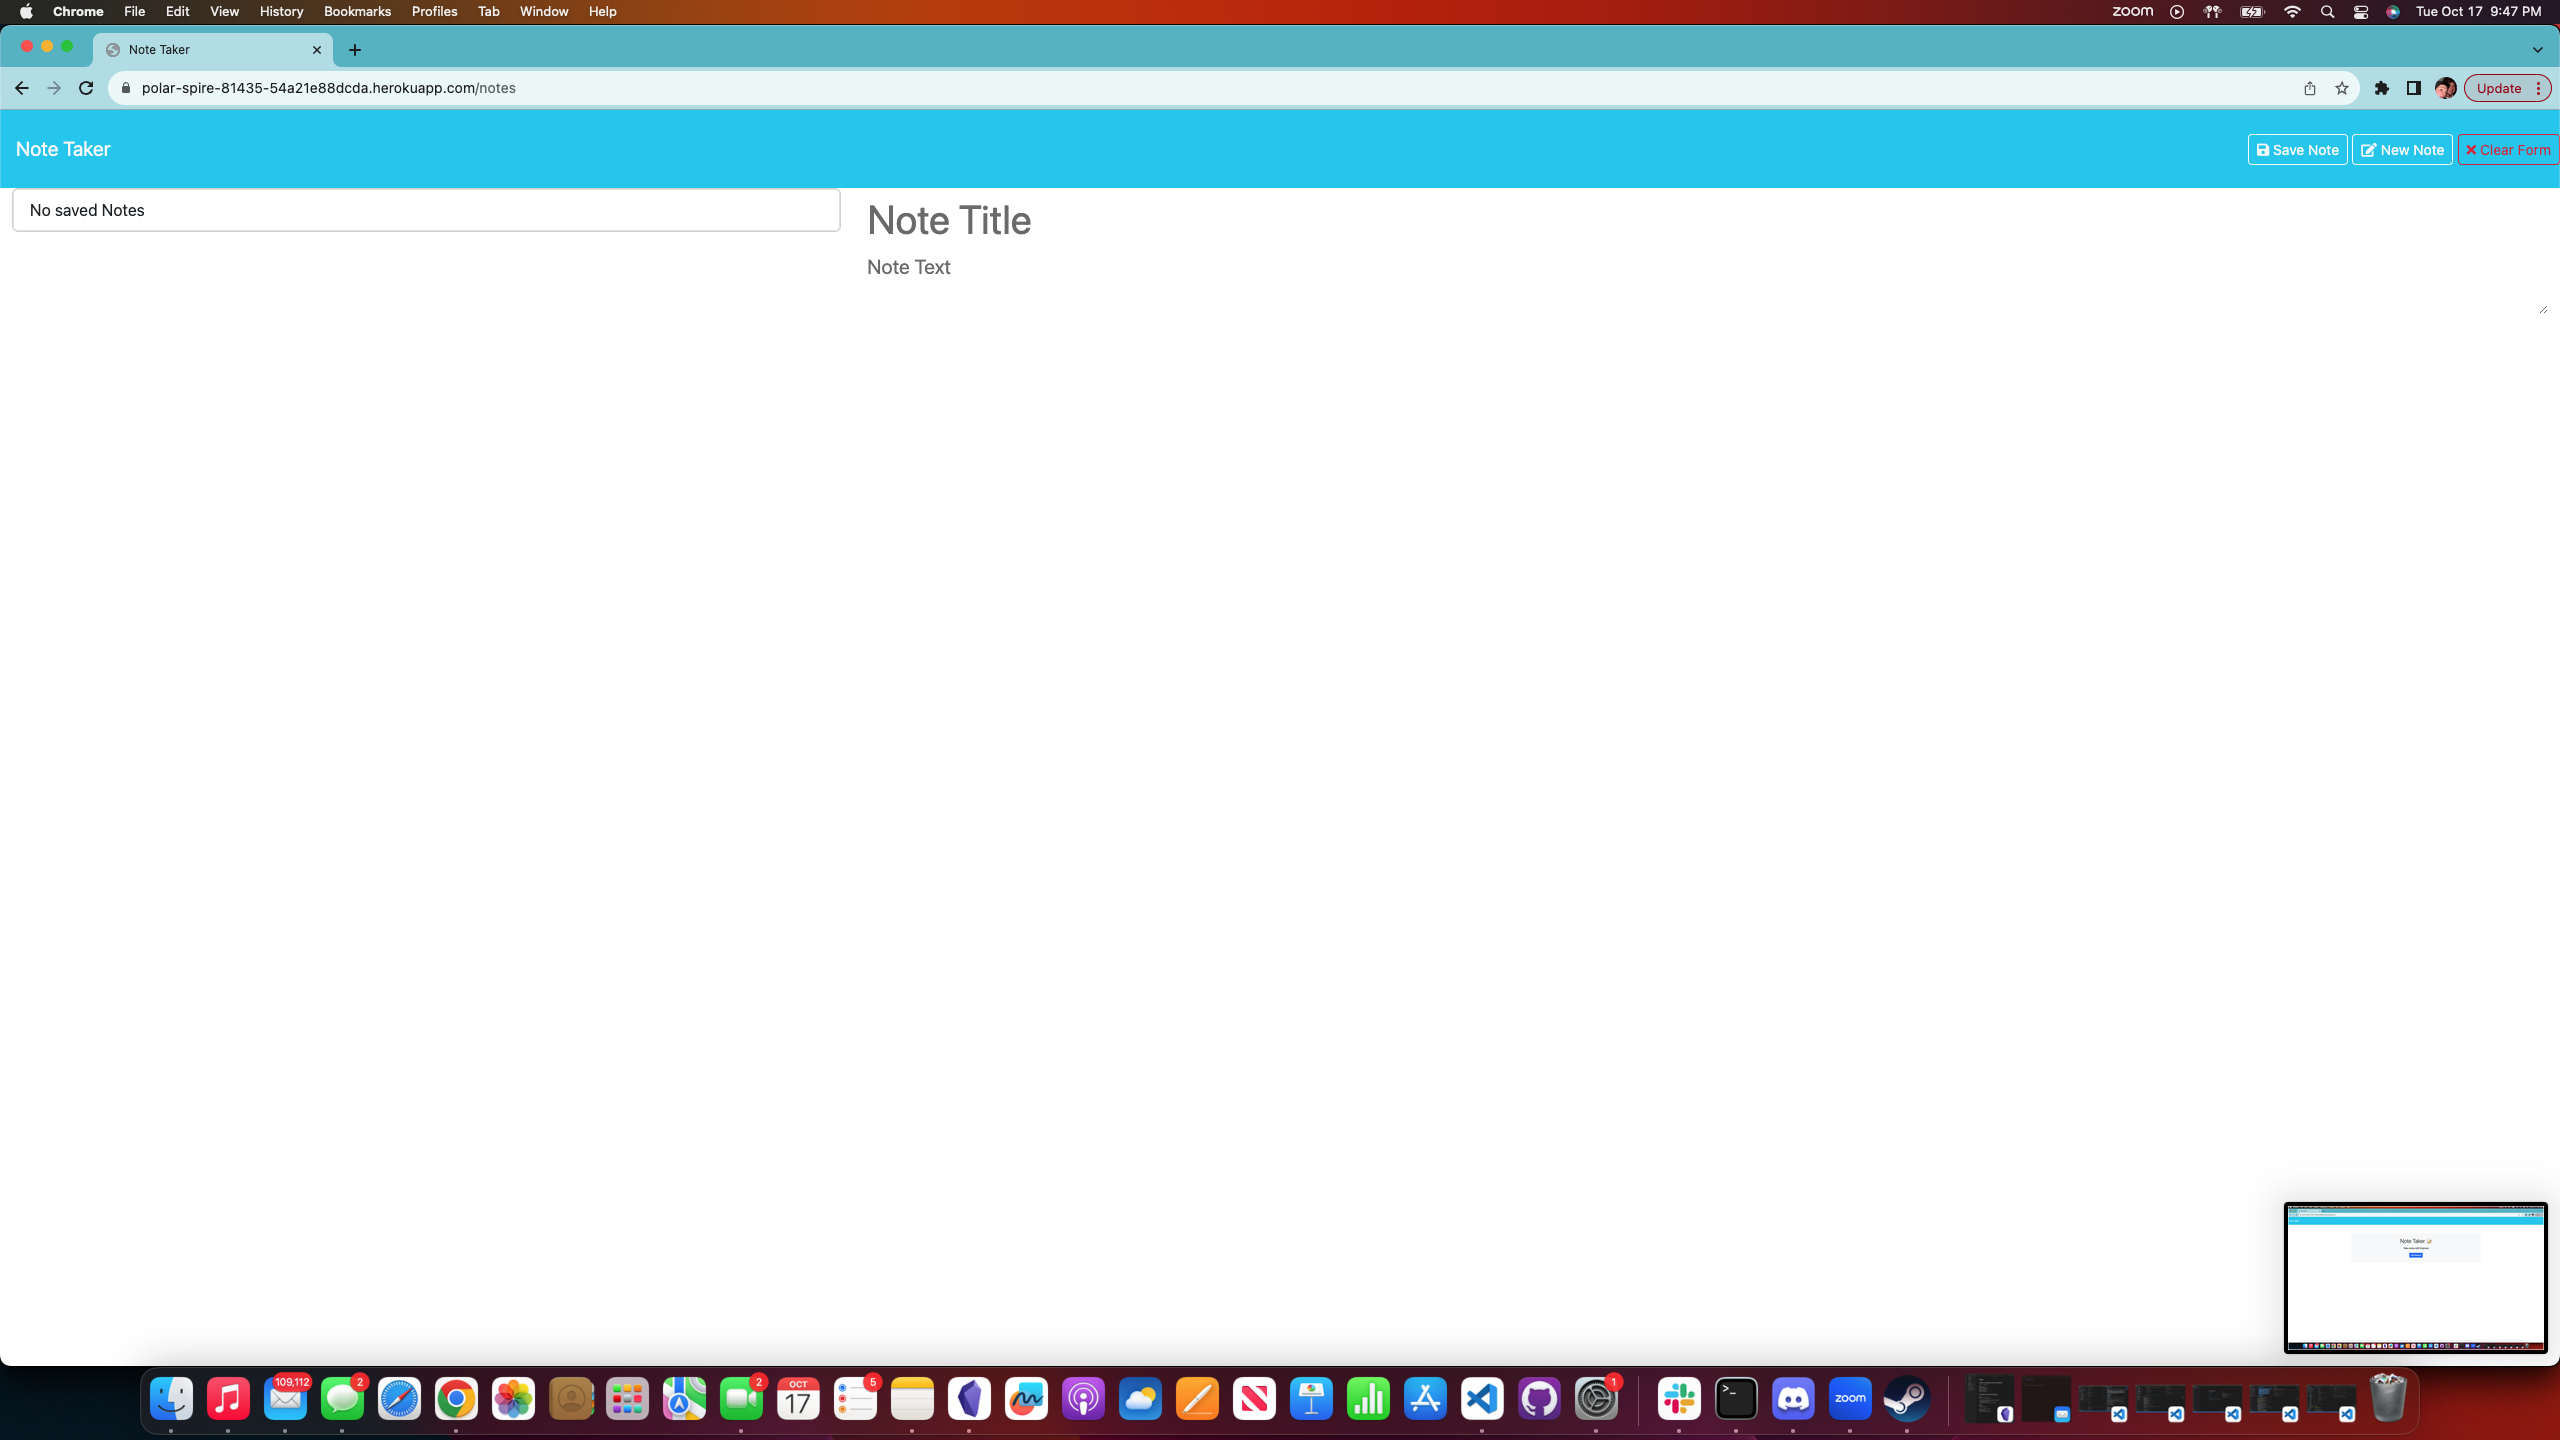 Chrome File Edit View History Bookmarks Profiles Tab Window Help zoom Tue Oct 17 9:47 PM
Note Taker
polar-spire-81435-54a21e88dcda.herokuapp.com/notes Update
Note Taker Save Note New Note Clear Form
No saved Notes
Note Title
Note Text
Note Taker
109,112 2 2 OCT 5 1
17 zoom